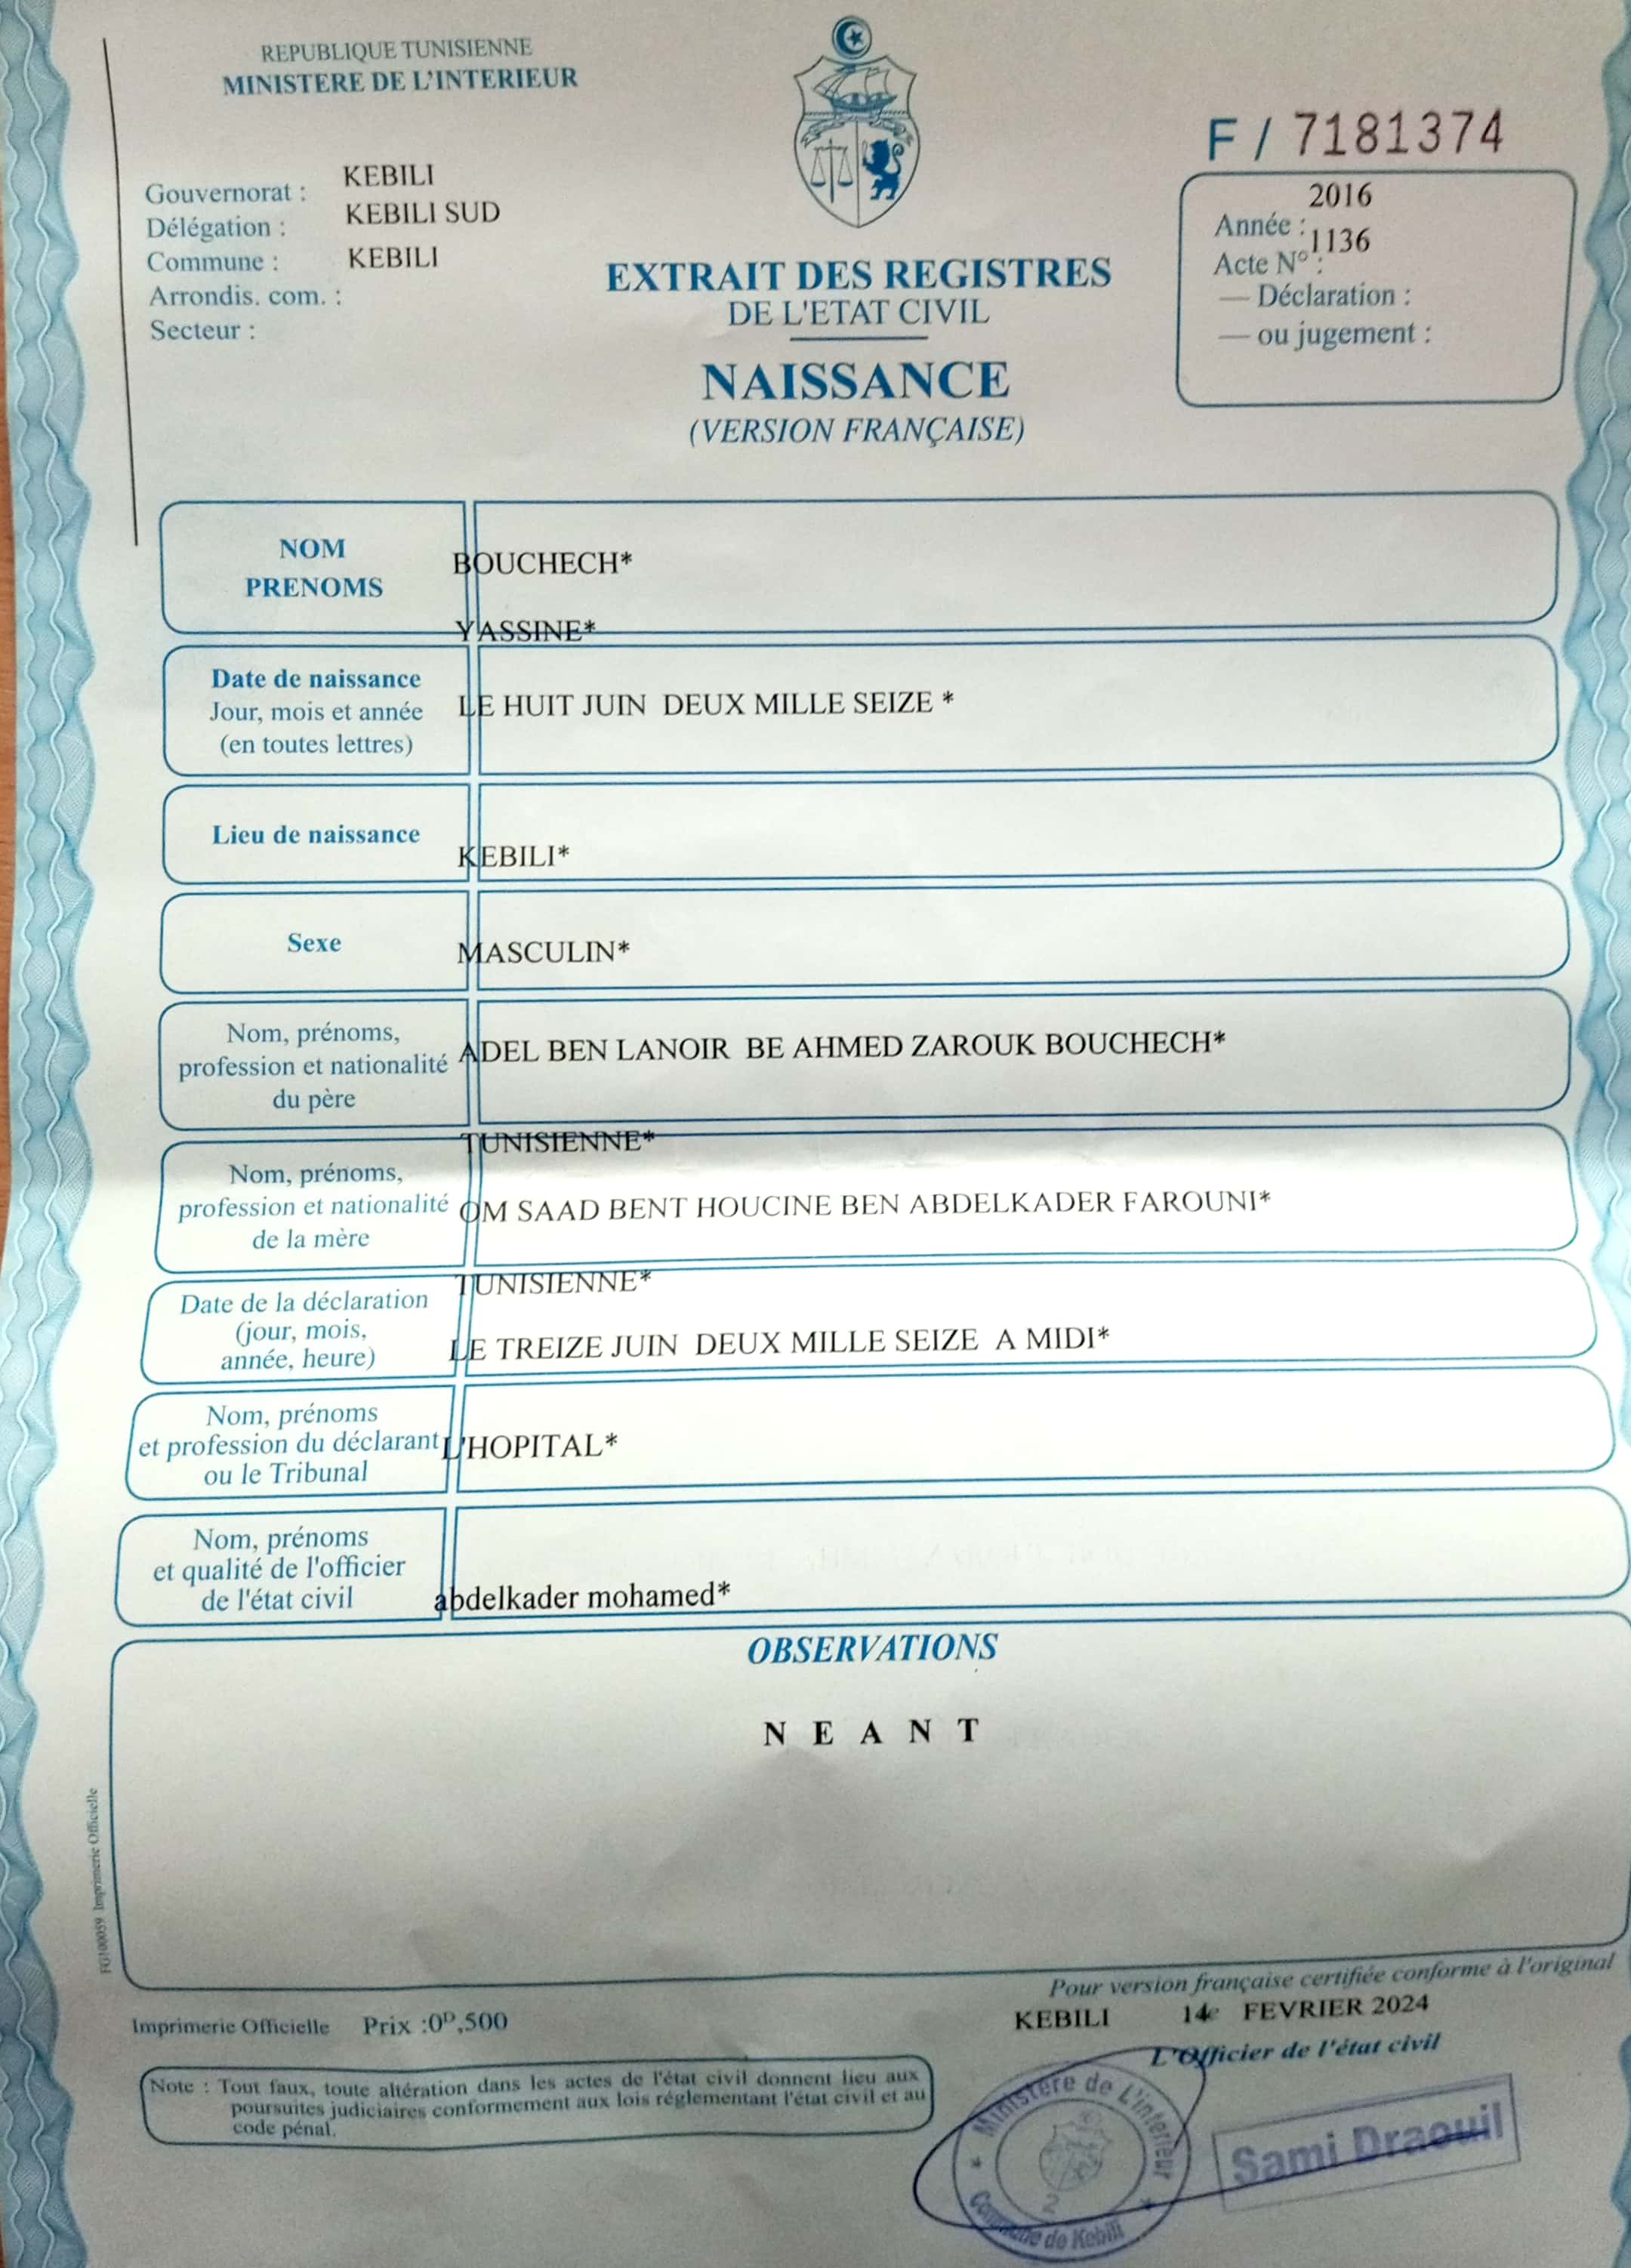 REPUBLIQUE TUNISIENNE
MINISTERE DE L'INTERIEUR
Gouvernorat : KEBILI
Délégation : KEBILI SUD
Commune : KEBILI
Arrondis. com. :
Secteur :
EXTRAIT DES REGISTRES
DE L'ETAT CIVIL
NAISSANCE
(VERSION FRANÇAISE)
F / 7181374
Année : 2016
Acte N° : 1136
— Déclaration :
— ou jugement :
NOM
PRENOMS
BOUCHECH*
YASSINE*
Date de naissance
Jour, mois et année
(en toutes lettres)
LE HUIT JUIN DEUX MILLE SEIZE *
Lieu de naissance
KEBILI*
Sexe
MASCULIN*
Nom, prénoms,
profession et nationalité
du père
ADEL BEN LANOIR BE AHMED ZAROUK BOUCHECH*
TUNISIENNE*
Nom, prénoms,
profession et nationalité
de la mère
OM SAAD BENT HOUCINE BEN ABDELKADER FAROUNI*
TUNISIENNE*
Date de la déclaration
(jour, mois,
année, heure)
LE TREIZE JUIN DEUX MILLE SEIZE A MIDI*
Nom, prénoms
et profession du déclarant
ou le Tribunal
L'HOPITAL*
Nom, prénoms
et qualité de l'officier
de l'état civil
abdelkader mohamed*
OBSERVATIONS
N E A N T
FG100059 Imprimerie Officielle
Pour version française certifiée conforme à l'original
KEBILI 14 FEVRIER 2024
L'Officier de l'état civil
Imprimerie Officielle Prix :0D,500
Note : Tout faux, toute altération dans les actes de l'état civil donnent lieu aux
poursuites judiciaires conformement aux lois réglementant l'état civil et au
code pénal.
Ministère de L'interieur
2
Commune de Kebili
Sami Draouil